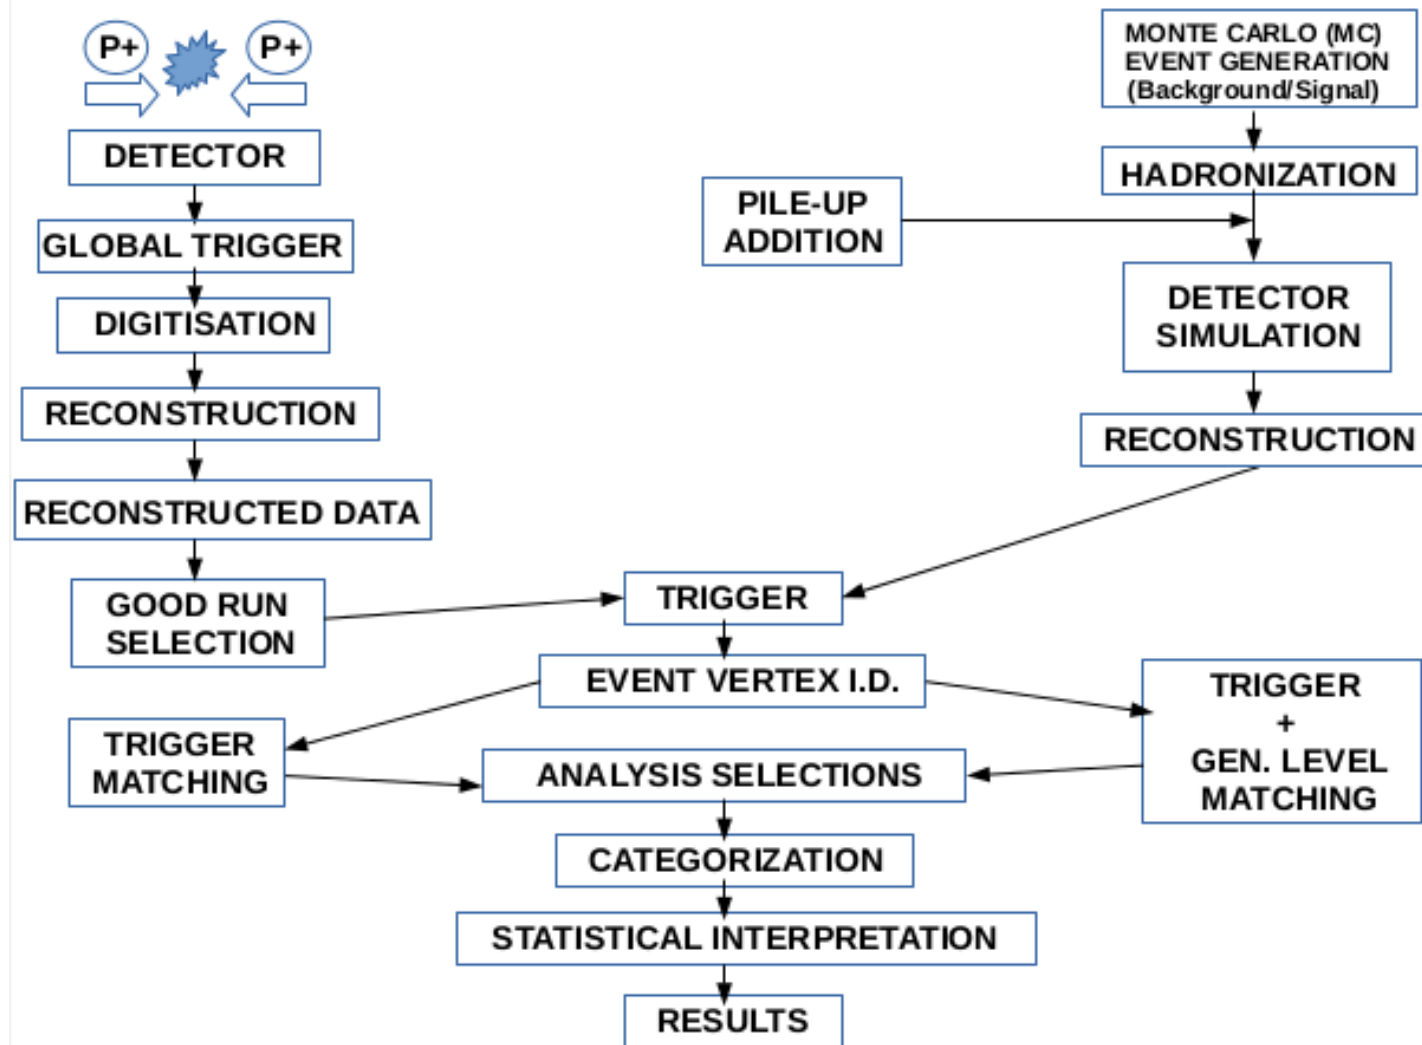 P+
P+
DETECTOR
GLOBAL TRIGGER
DIGITISATION
RECONSTRUCTION
RECONSTRUCTED DATA
GOOD RUN
SELECTION
MONTE CARLO (MC)
EVENT GENERATION
(Background/Signal)
HADRONIZATION
PILE-UP
ADDITION
DETECTOR
SIMULATION
RECONSTRUCTION
TRIGGER
EVENT VERTEX I.D.
TRIGGER
MATCHING
TRIGGER
+
GEN. LEVEL
MATCHING
ANALYSIS SELECTIONS
CATEGORIZATION
STATISTICAL INTERPRETATION
RESULTS